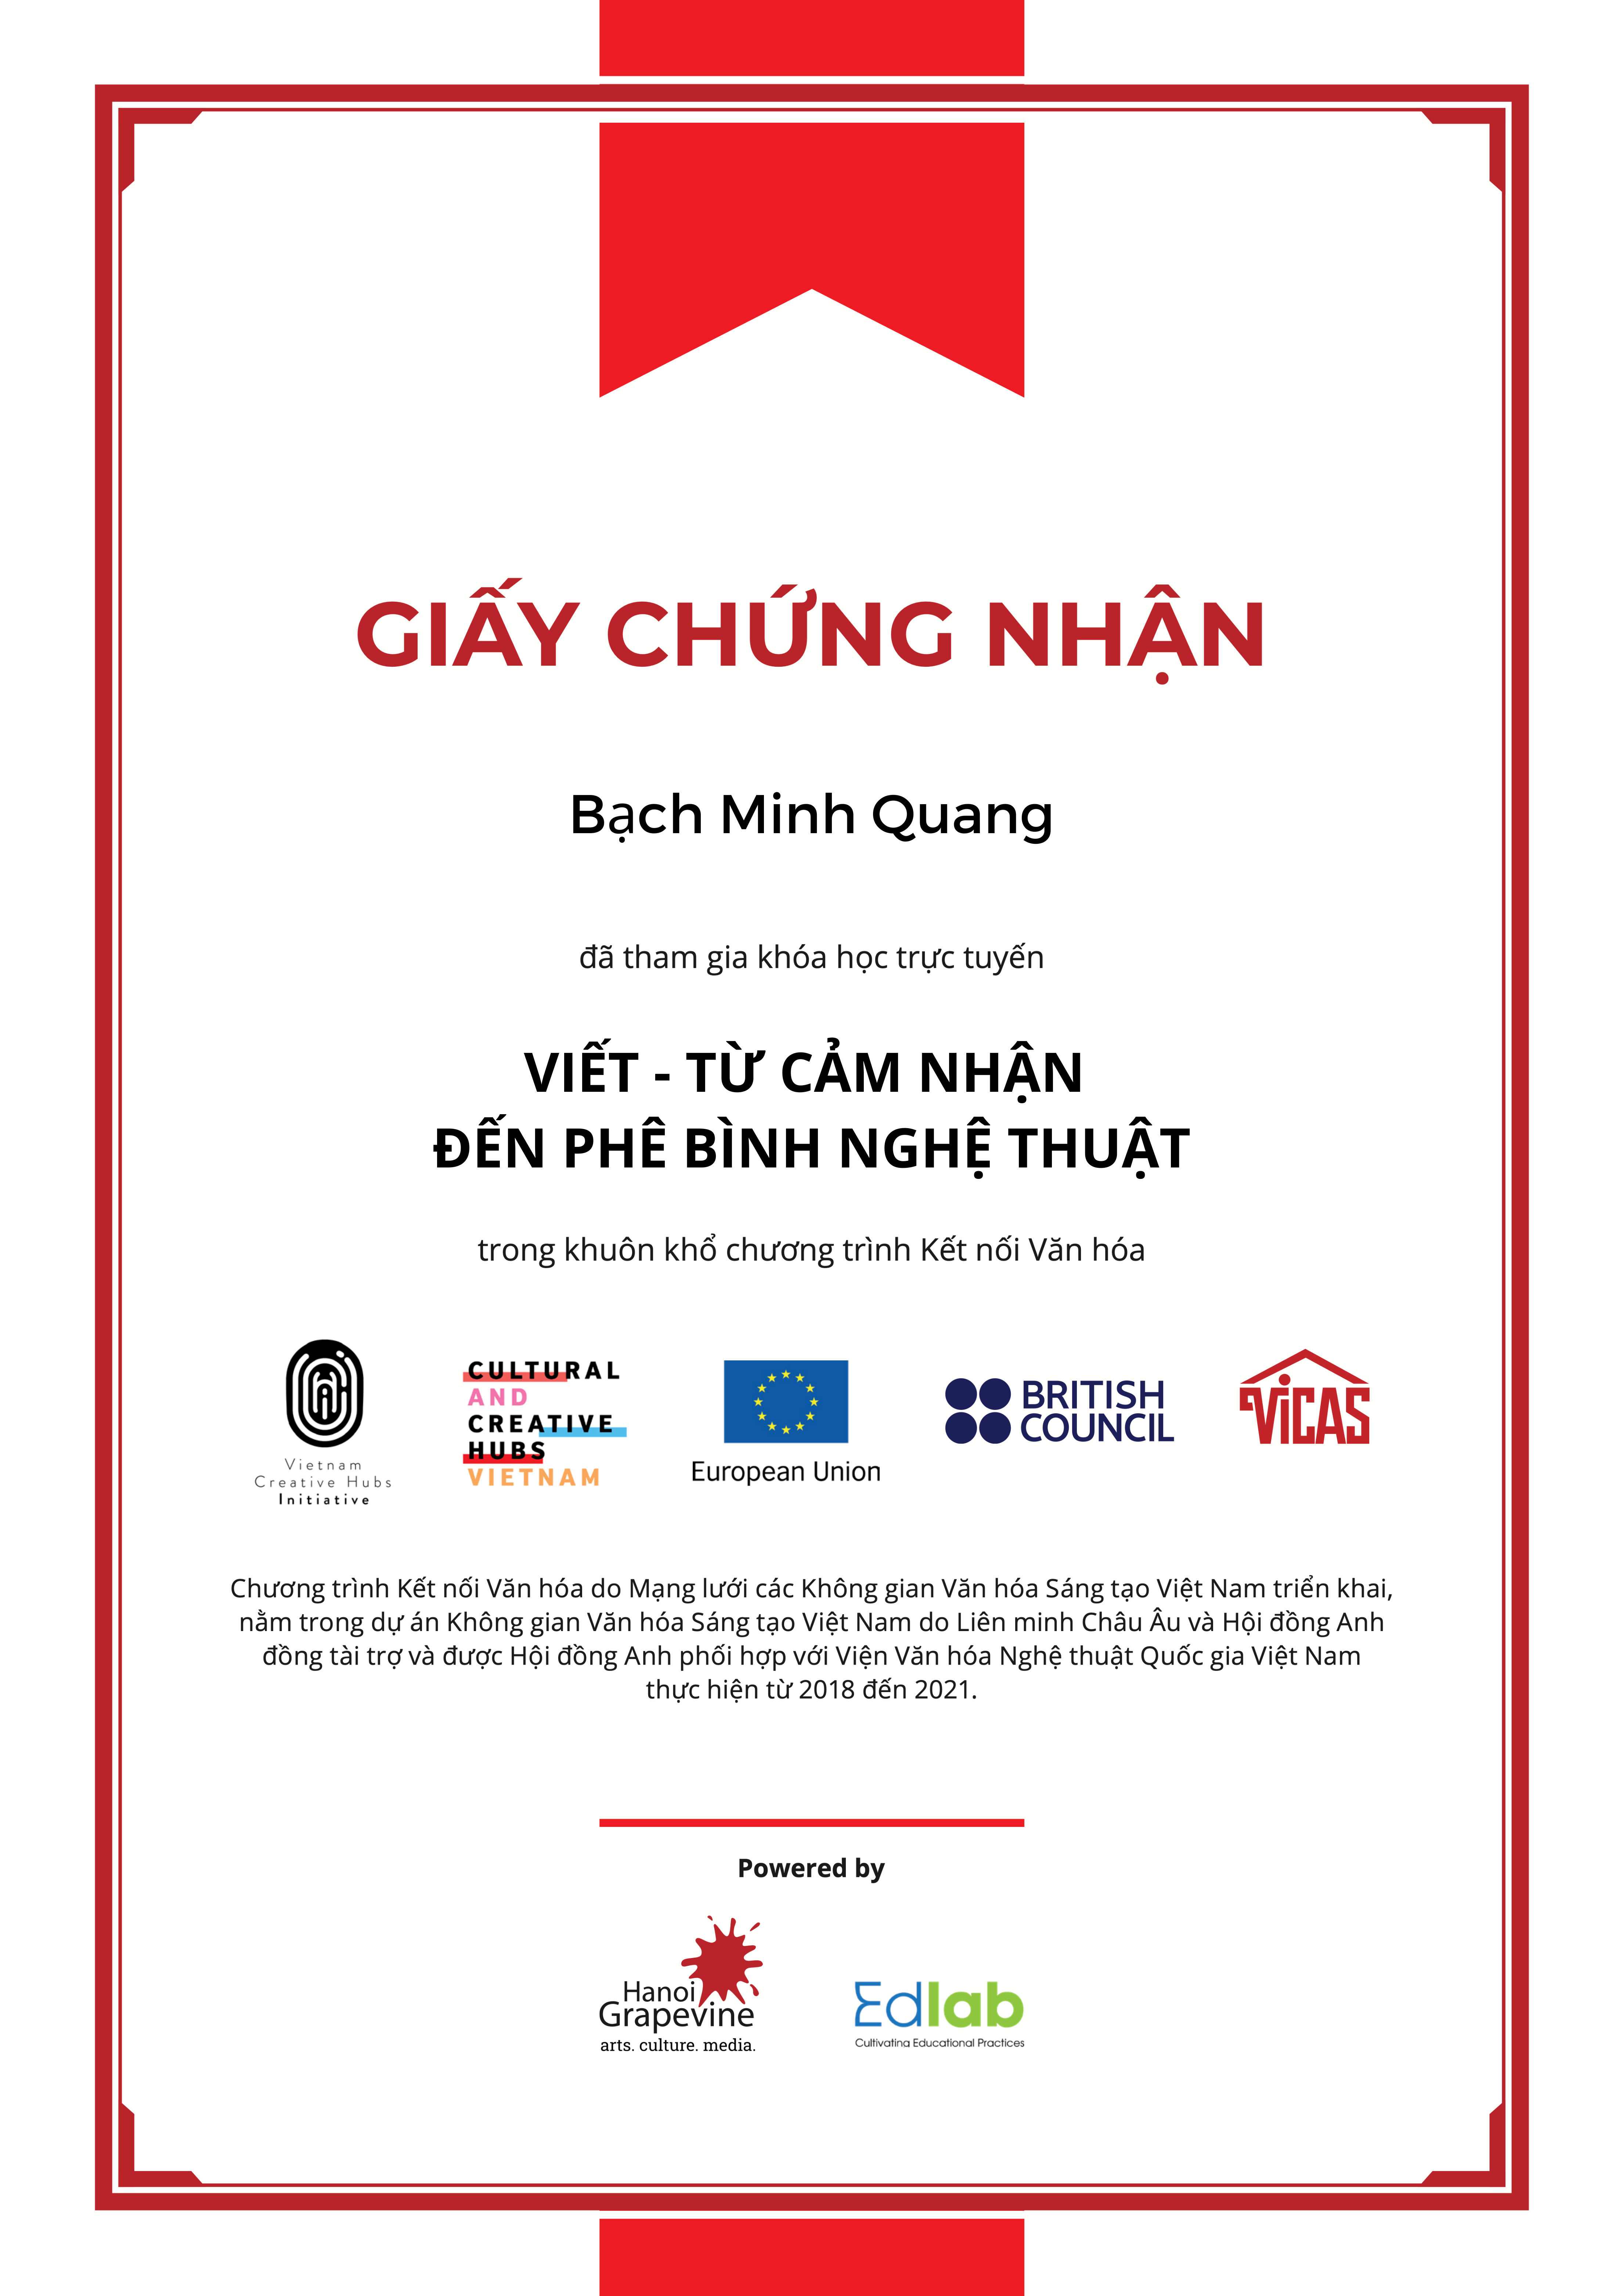 GIẤY CHỨNG NHẬN
Bạch Minh Quang
đã tham gia khóa học trực tuyến
VIẾT - TỪ CẢM NHẬN
ĐẾN PHÊ BÌNH NGHỆ THUẬT
trong khuôn khổ chương trình Kết nối Văn hóa
Vietnam
Creative Hubs
Initiative
CULTURAL
AND
CREATIVE
HUBS
VIETNAM
European Union
BRITISH
COUNCIL
VICAS
Chương trình Kết nối Văn hóa do Mạng lưới các Không gian Văn hóa Sáng tạo Việt Nam triển khai,
nằm trong dự án Không gian Văn hóa Sáng tạo Việt Nam do Liên minh Châu Âu và Hội đồng Anh
đồng tài trợ và được Hội đồng Anh phối hợp với Viện Văn hóa Nghệ thuật Quốc gia Việt Nam
thực hiện từ 2018 đến 2021.
Powered by
Hanoi
Grapevine
arts. culture. media.
Edlab
Cultivating Educational Practices